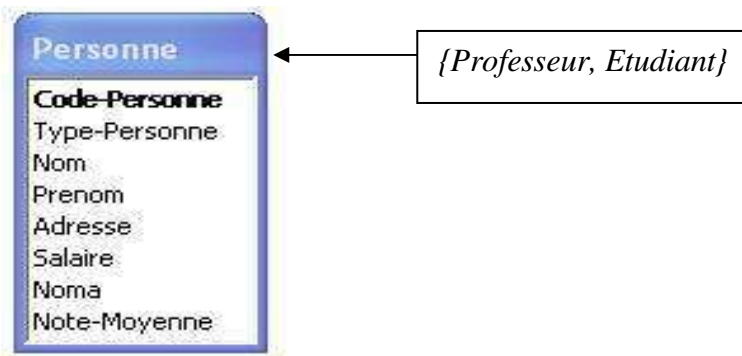 Personne
{Professeur, Etudiant}
Code-Personne
Type-Personne
Nom
Prenom
Adresse
Salaire
Noma
Note-Moyenne